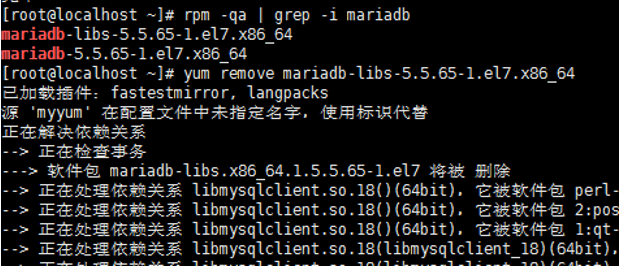 [root@localhost ~]# rpm -qa | grep -i mariadb
mariadb-libs-5.5.65-1.el7.x86_64
mariadb-5.5.65-1.el7.x86_64
[root@localhost ~]# yum remove mariadb-libs-5.5.65-1.el7.x86_64
已加载插件：fastestmirror, langpacks
源 'myyum' 在配置文件中未指定名字，使用标识代替
正在解决依赖关系
--> 正在检查事务
---> 软件包 mariadb-libs.x86_64.1.5.5.65-1.el7 将被 删除
--> 正在处理依赖关系 libmysqlclient.so.18()(64bit)，它被软件包 perl-
--> 正在处理依赖关系 libmysqlclient.so.18()(64bit)，它被软件包 2:pos
--> 正在处理依赖关系 libmysqlclient.so.18()(64bit)，它被软件包 1:qt-
--> 正在处理依赖关系 libmysqlclient.so.18(libmysqlclient_18)(64bit)，